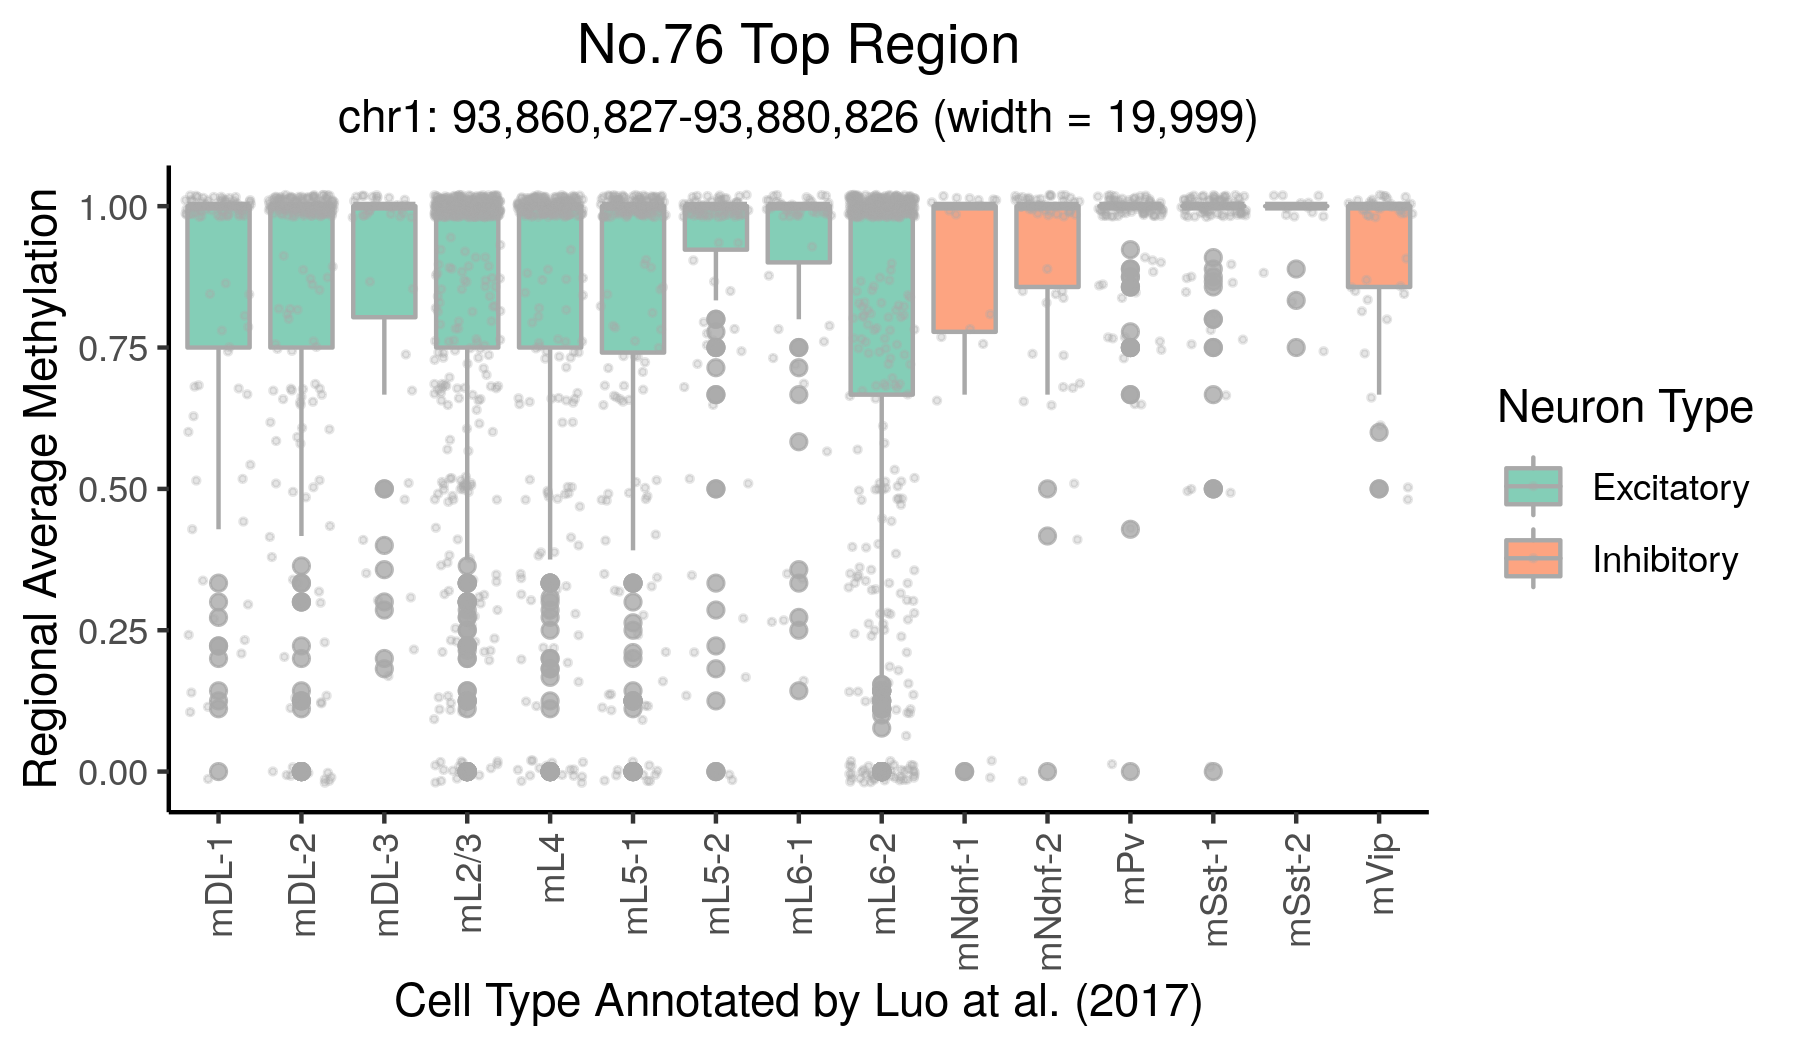 No.76 Top Region
chr1: 93,860,827-93,880,826 (width = 19,999)
Regional Average Methylation
1.00
0.75
0.50
0.25
0.00
mDL-1
mDL-2
mDL-3
mL2/3
mL4
mL5-1
mL5-2
mL6-1
mL6-2
mNdnf-1
mNdnf-2
mPv
mSst-1
mSst-2
mVip
Cell Type Annotated by Luo at al. (2017)
Neuron Type
Excitatory
Inhibitory